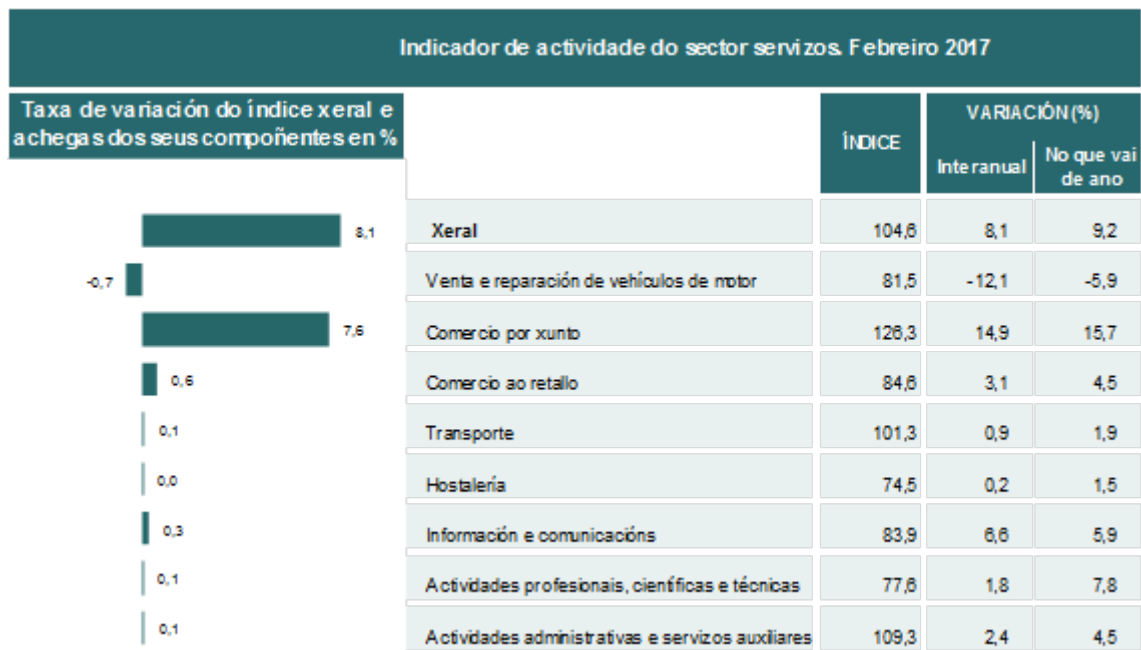 Indicador de actividade do sector servizos. Febreiro 2017
Taxa de variación do índice xeral e
achegas dos seus compoñentes en %
ÍNDICE
VARIACIÓN (%)
Interanual
No que vai
de ano
8,1 Xeral 104,6 8,1 9,2
-0,7 Venta e reparación de vehículos de motor 81,5 -12,1 -5,9
7,6 Comercio por xunto 126,3 14,9 15,7
0,6 Comercio ao retallo 84,6 3,1 4,5
0,1 Transporte 101,3 0,9 1,9
0,0 Hostalería 74,5 0,2 1,5
0,3 Información e comunicacións 83,9 6,6 5,9
0,1 Actividades profesionais, científicas e técnicas 77,6 1,8 7,8
0,1 Actividades administrativas e servizos auxiliares 109,3 2,4 4,5